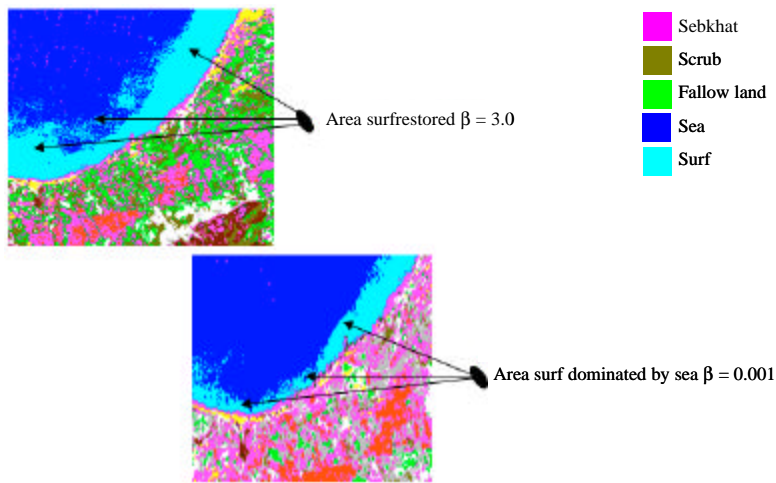 Sebkhat
Scrub
Fallow land
Sea
Surf
Area surfrestored β = 3.0
Area surf dominated by sea β = 0.001